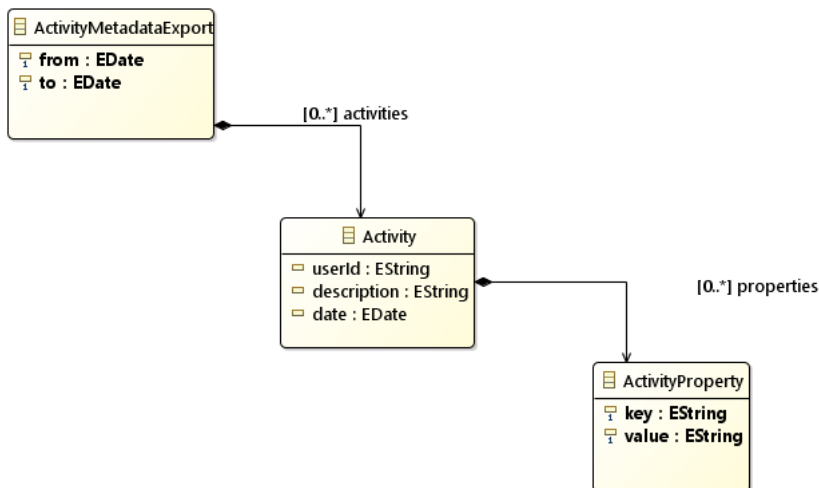 ActivityMetadataExport
from : EDate
to : EDate
[0..*] activities
Activity
userId : EString
description : EString
date : EDate
[0..*] properties
ActivityProperty
key : EString
value : EString